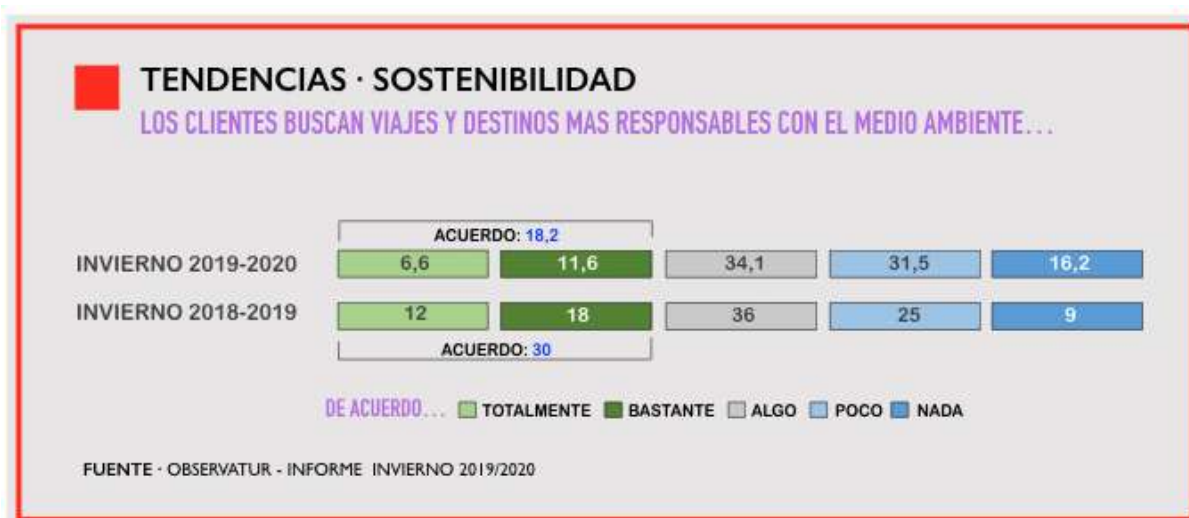 TENDENCIAS · SOSTENIBILIDAD
LOS CLIENTES BUSCAN VIAJES Y DESTINOS MAS RESPONSABLES CON EL MEDIO AMBIENTE...
ACUERDO: 18,2
INVIERNO 2019-2020 6,6 11,6 34,1 31,5 16,2
INVIERNO 2018-2019 12 18 36 25 9
ACUERDO: 30
DE ACUERDO... TOTALMENTE BASTANTE ALGO POCO NADA
FUENTE · OBSERVATUR - INFORME INVIERNO 2019/2020